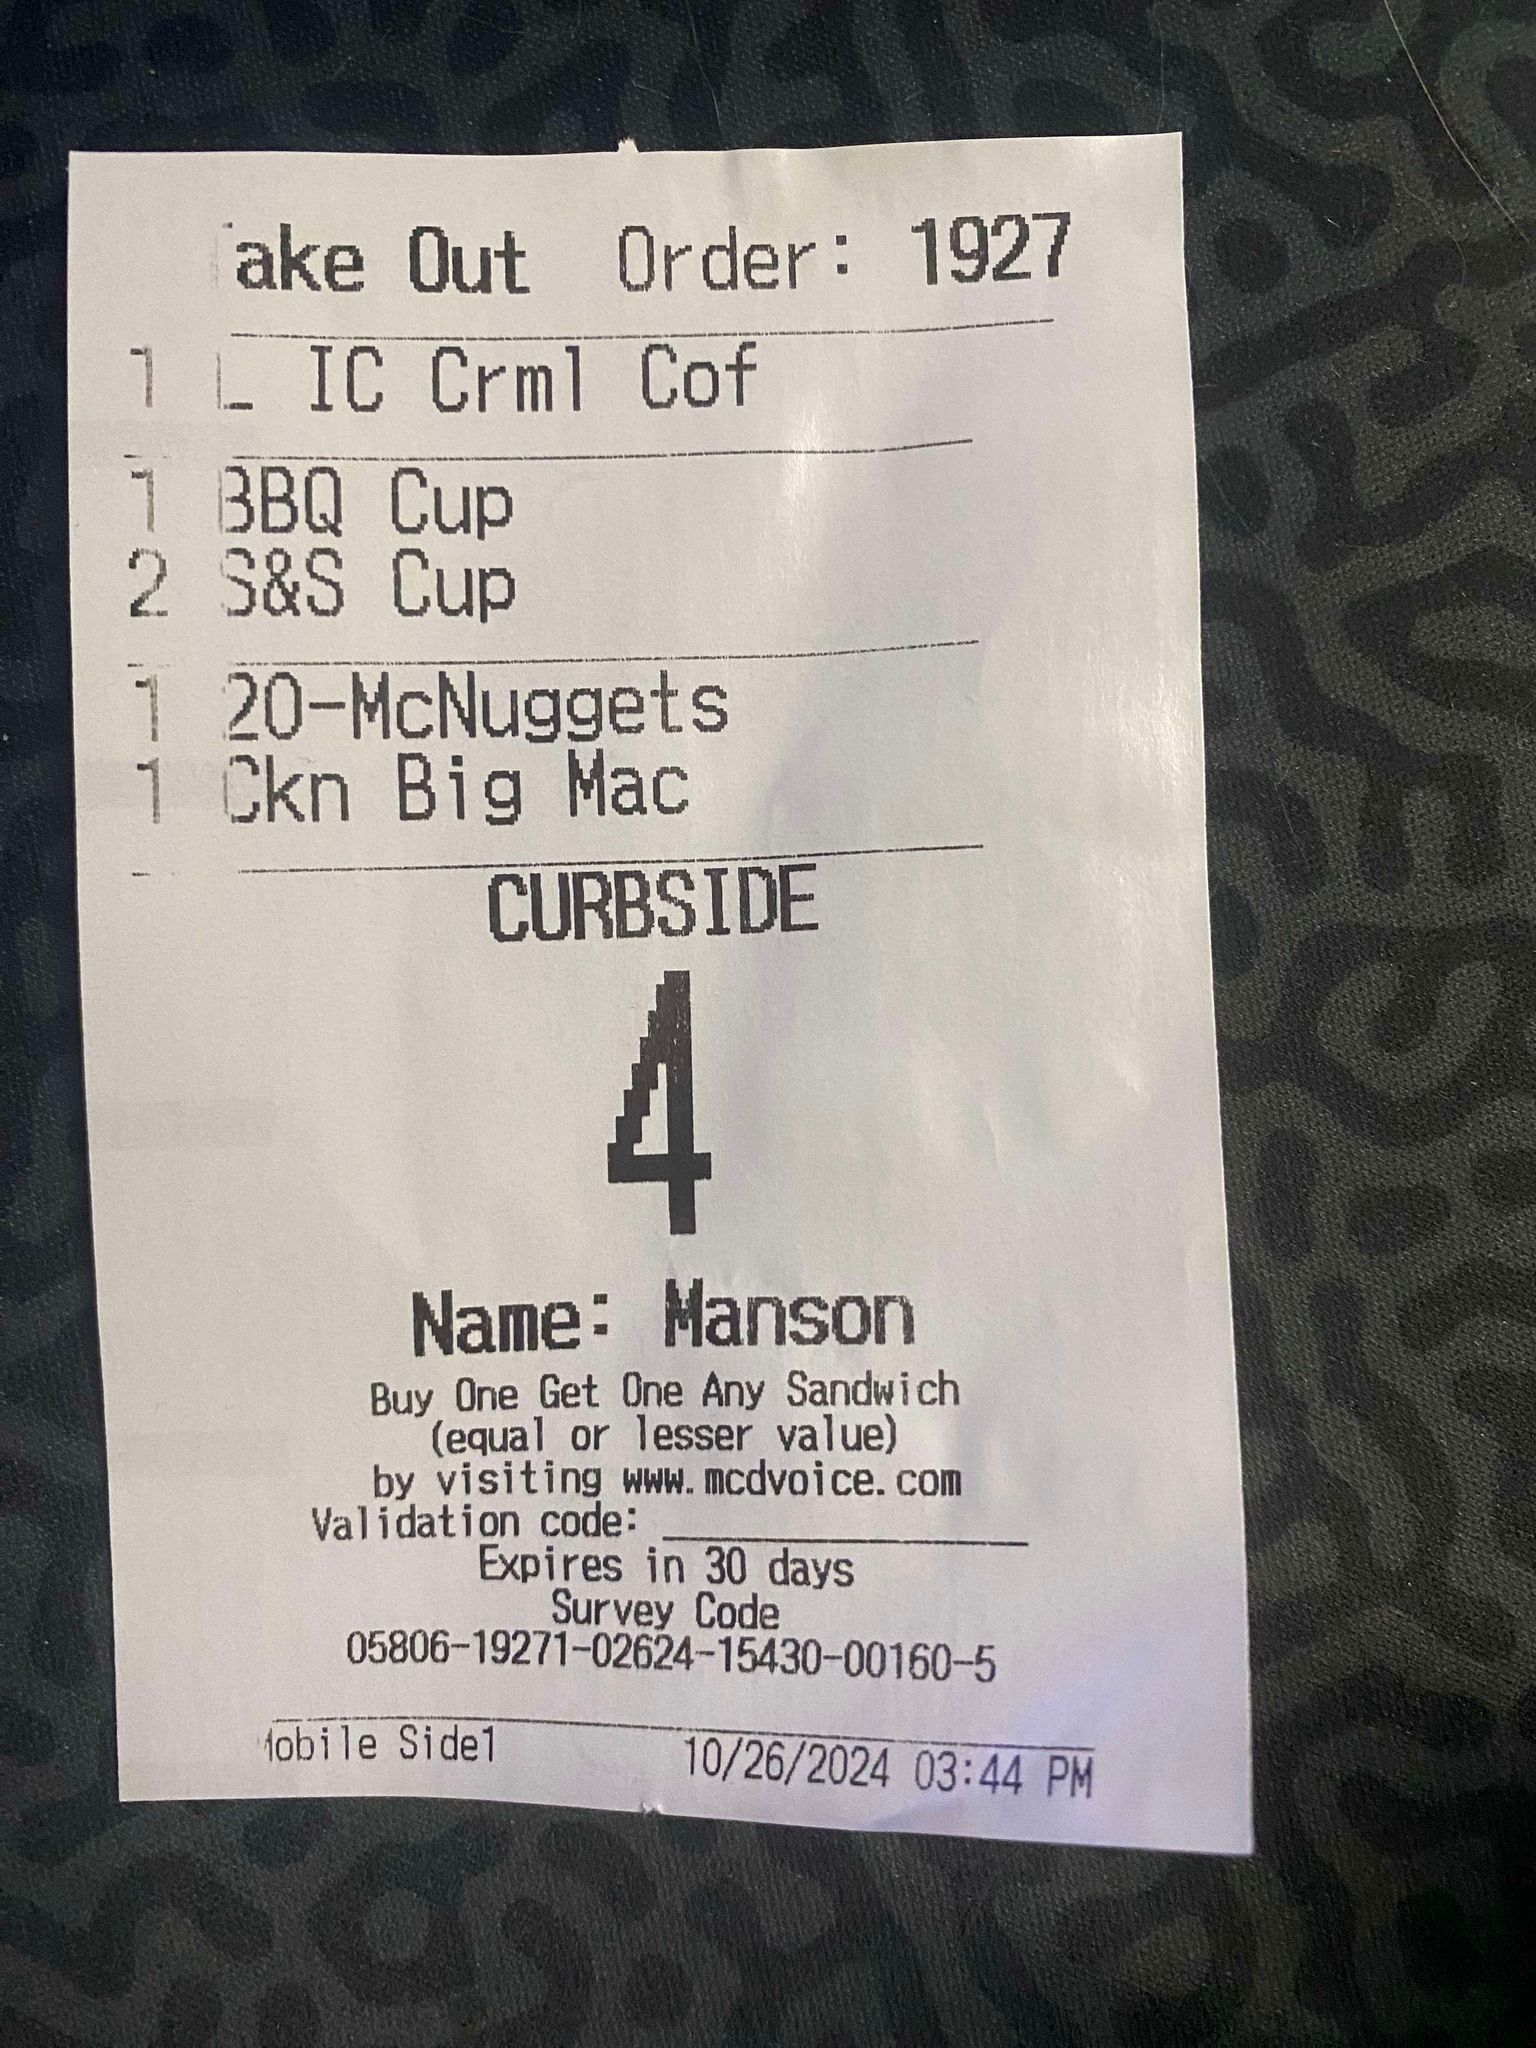 ake Out Order: 1927
1 L IC Crml Cof
1 BBQ Cup
2 S&S Cup
1 20-McNuggets
1 Ckn Big Mac
CURBSIDE
4
Name: Manson
Buy One Get One Any Sandwich
(equal or lesser value)
by visiting www.mcdvoice.com
Validation code:
Expires in 30 days
Survey Code
05806-19271-02624-15430-00160-5
Mobile Side1 10/26/2024 03:44 PM